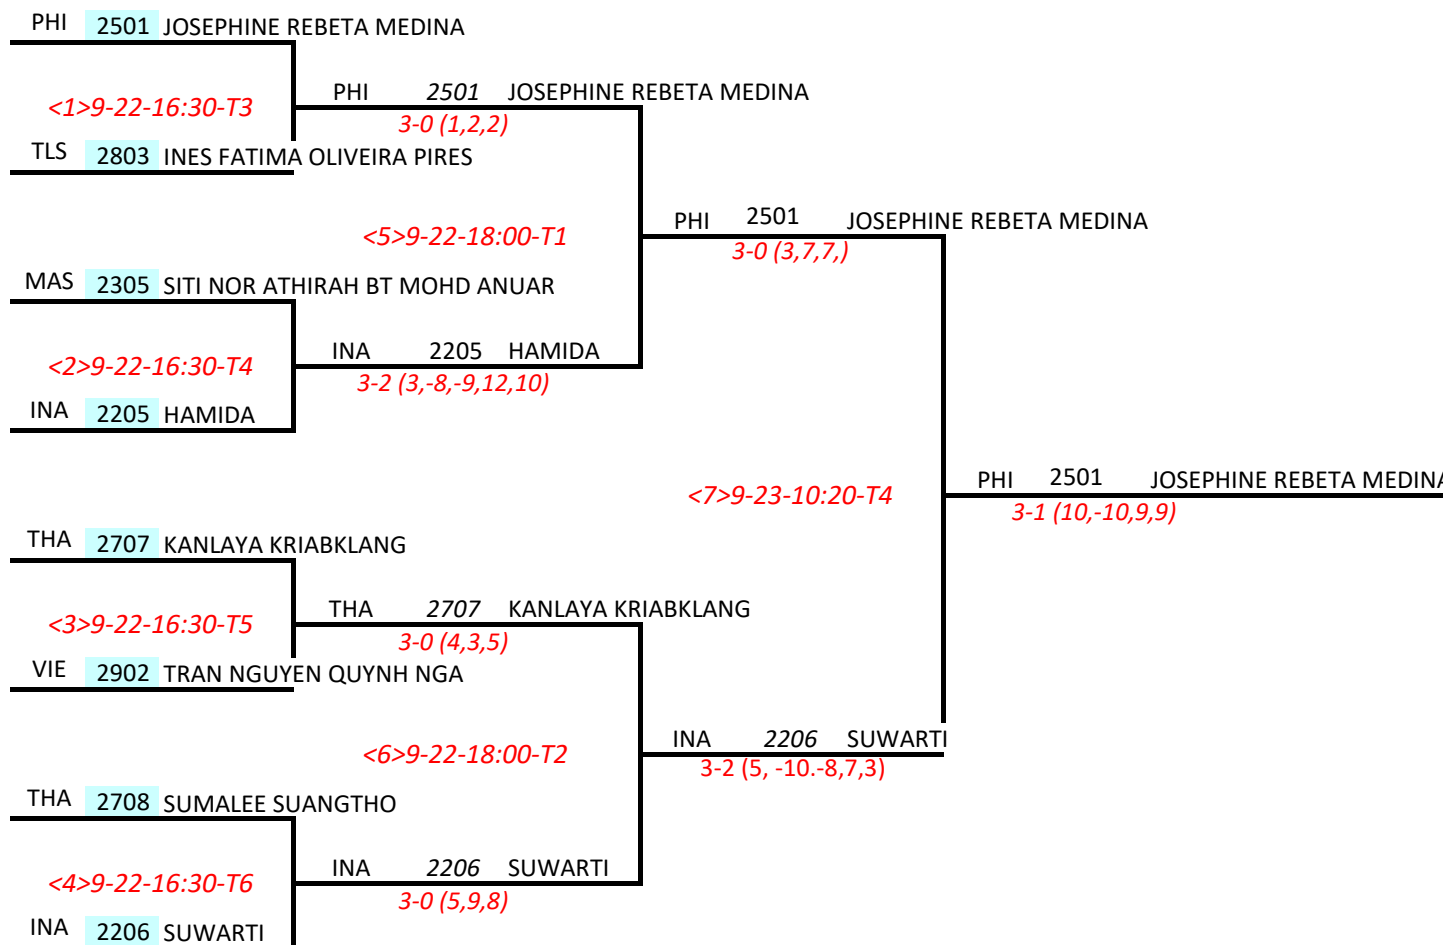 PHI 2501 JOSEPHINE REBETA MEDINA
<1>9-22-16:30-T3
PHI 2501 JOSEPHINE REBETA MEDINA
3-0 (1,2,2)
TLS 2803 INES FATIMA OLIVEIRA PIRES
<5>9-22-18:00-T1
PHI 2501 JOSEPHINE REBETA MEDINA
3-0 (3,7,7,)
MAS 2305 SITI NOR ATHIRAH BT MOHD ANUAR
<2>9-22-16:30-T4
INA 2205 HAMIDA
3-2 (3,-8,-9,12,10)
INA 2205 HAMIDA
<7>9-23-10:20-T4
PHI 2501 JOSEPHINE REBETA MEDINA
3-1 (10,-10,9,9)
THA 2707 KANLAYA KRIABKLANG
<3>9-22-16:30-T5
THA 2707 KANLAYA KRIABKLANG
3-0 (4,3,5)
VIE 2902 TRAN NGUYEN QUYNH NGA
<6>9-22-18:00-T2
INA 2206 SUWARTI
3-2 (5, -10.-8,7,3)
THA 2708 SUMALEE SUANGTHO
<4>9-22-16:30-T6
INA 2206 SUWARTI
3-0 (5,9,8)
INA 2206 SUWARTI